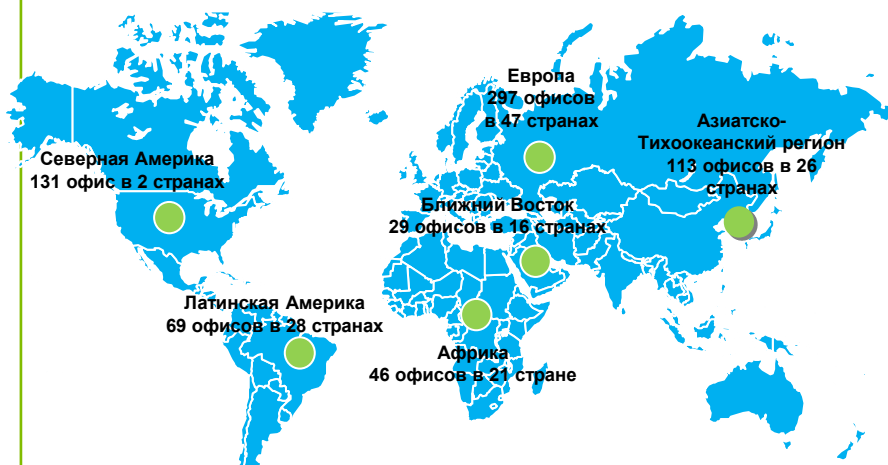 Европа
297 офисов
в 47 странах
Азиатско-
Тихоокеанский регион
113 офисов в 26
странах
Северная Америка
131 офис в 2 странах
Ближний Восток
29 офисов в 16 странах
Латинская Америка
69 офисов в 28 странах
Африка
46 офисов в 21 стране